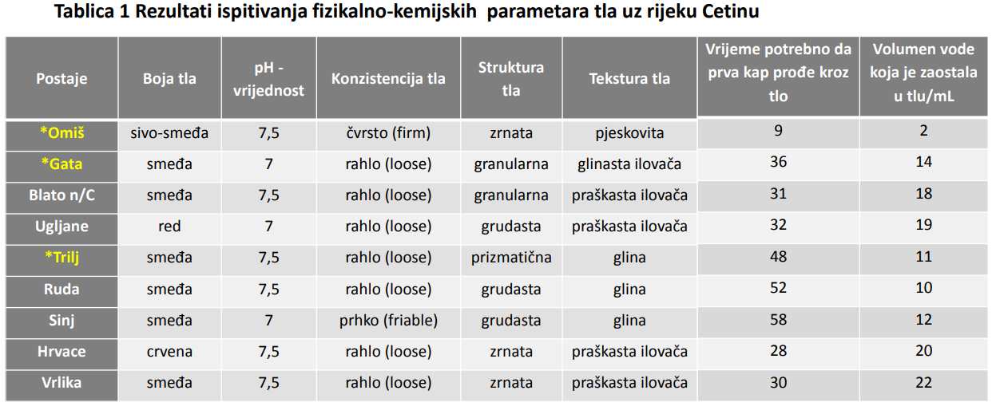 Tablica 1 Rezultati ispitivanja fizikalno-kemijskih  parametara tla uz rijeku Cetinu
Postaje Boja tla pH - vrijednost Konzistencija tla Struktura tla Tekstura tla Vrijeme potrebno da prva kap prođe kroz tlo Volumen vode koja je zaostala u tlu/mL
*Omiš sivo-smeđa 7,5 čvrsto (firm) zrnata pjeskovita 9 2
*Gata smeđa 7 rahlo (loose) granularna glinasta ilovača 36 14
Blato n/C smeđa 7,5 rahlo (loose) granularna praškasta ilovača 31 18
Ugljane red 7 rahlo (loose) grudasta praškasta ilovača 32 19
*Trilj smeđa 7,5 rahlo (loose) prizmatična glina 48 11
Ruda smeđa 7,5 rahlo (loose) grudasta glina 52 10
Sinj smeđa 7 prhko (friable) grudasta glina 58 12
Hrvace crvena 7,5 rahlo (loose) zrnata praškasta ilovača 28 20
Vrlika smeđa 7,5 rahlo (loose) zrnata praškasta ilovača 30 22